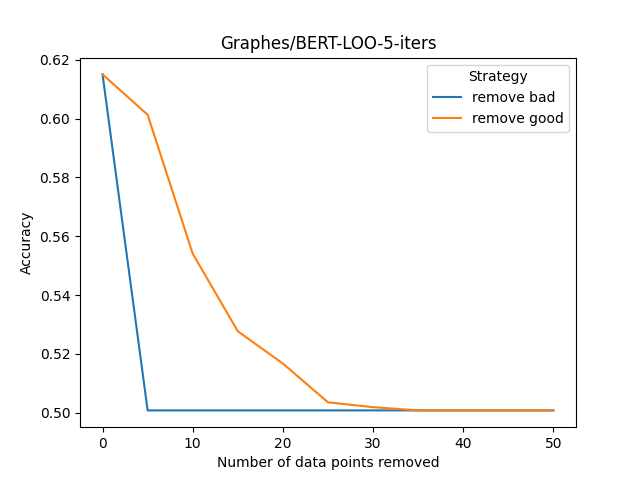 Graphes/BERT-LOO-5-iters
Strategy
remove bad
remove good
Accuracy
0.62
0.60
0.58
0.56
0.54
0.52
0.50
0 10 20 30 40 50
Number of data points removed